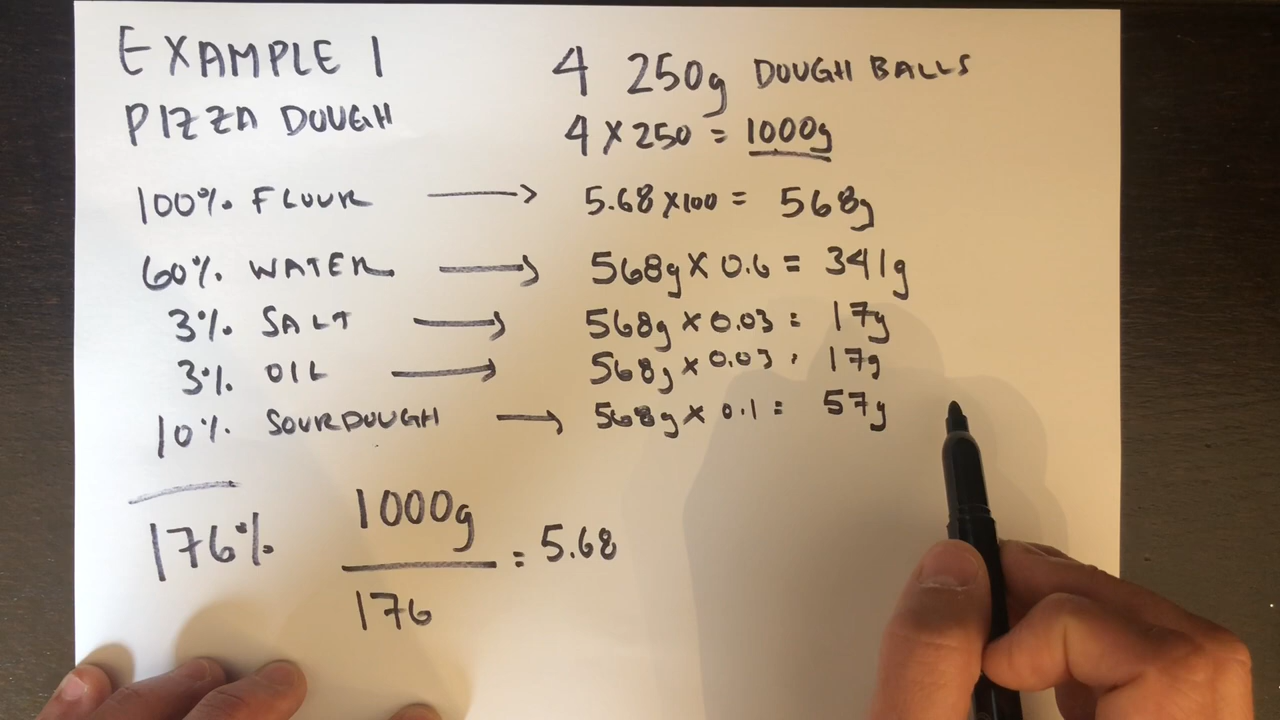 EXAMPLE 1
PIZZA DOUGH
4 250g DOUGH BALLS
4 x 250 = 1000g
100% FLOUR → 5.68 x 100 = 568g
60% WATER → 568g x 0.6 = 341g
3% SALT → 568g x 0.03 = 17g
3% OIL → 568g x 0.03 = 17g
10% SOURDOUGH → 568g x 0.1 = 57g
176%
1000g
176
= 5.68